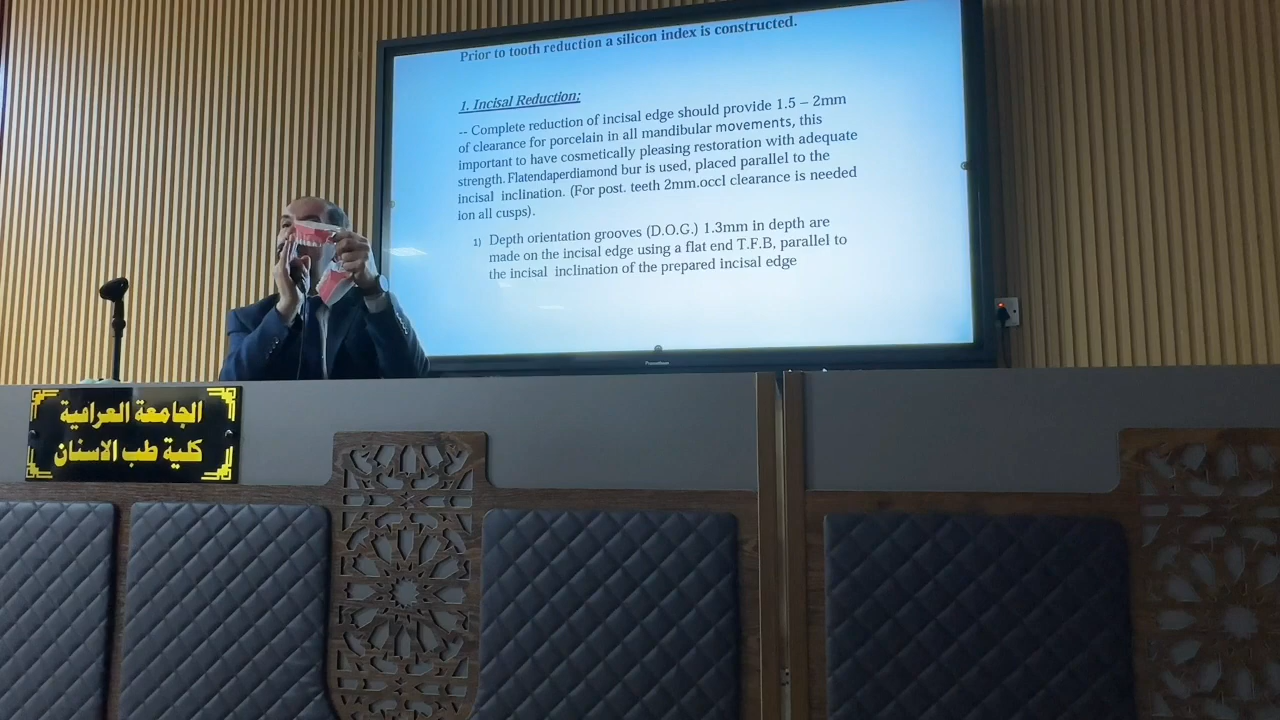 Prior to tooth reduction a silicon index is constructed.
1. Incisal Reduction:
-- Complete reduction of incisal edge should provide 1.5 – 2mm
of clearance for porcelain in all mandibular movements, this
important to have cosmetically pleasing restoration with adequate
strength. Flatendaperdiamond bur is used, placed parallel to the
incisal inclination. (For post. teeth 2mm.occl clearance is needed
ion all cusps).
1) Depth orientation grooves (D.O.G.) 1.3mm in depth are
made on the incisal edge using a flat end T.F.B, parallel to
the incisal inclination of the prepared incisal edge
Promethean
الجامعة العراقية
كلية طب الاسنان